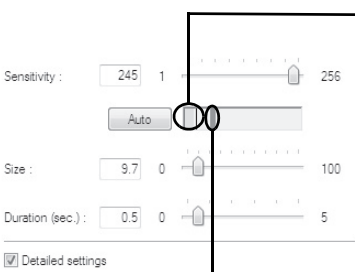 Sensitivity : 245 1 256
Auto
Size : 9.7 0 100
Duration (sec.) : 0.5 0 5
Detailed settings